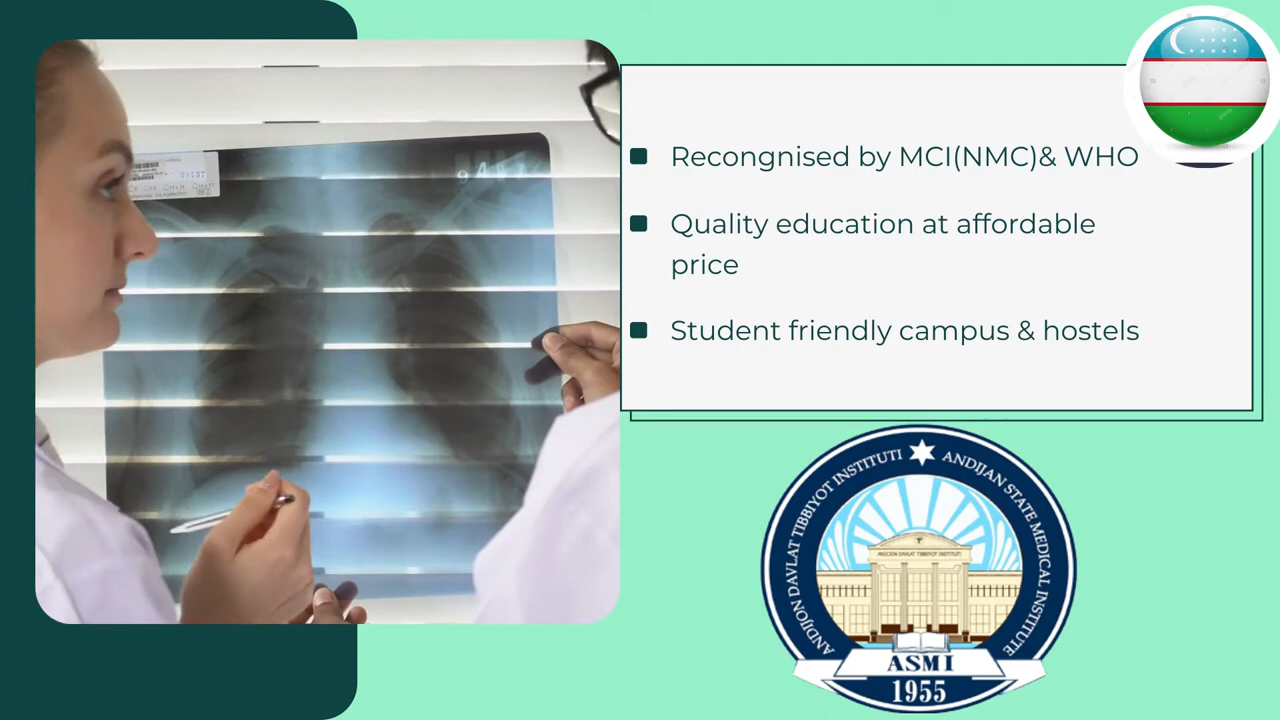 Recongnised by MCI(NMC)& WHO
Quality education at affordable
price
Student friendly campus & hostels
ANDIJON DAVLAT TIBBIYOT INSTITUTI
ANDIJAN STATE MEDICAL INSTITUTE
ASMI
1955